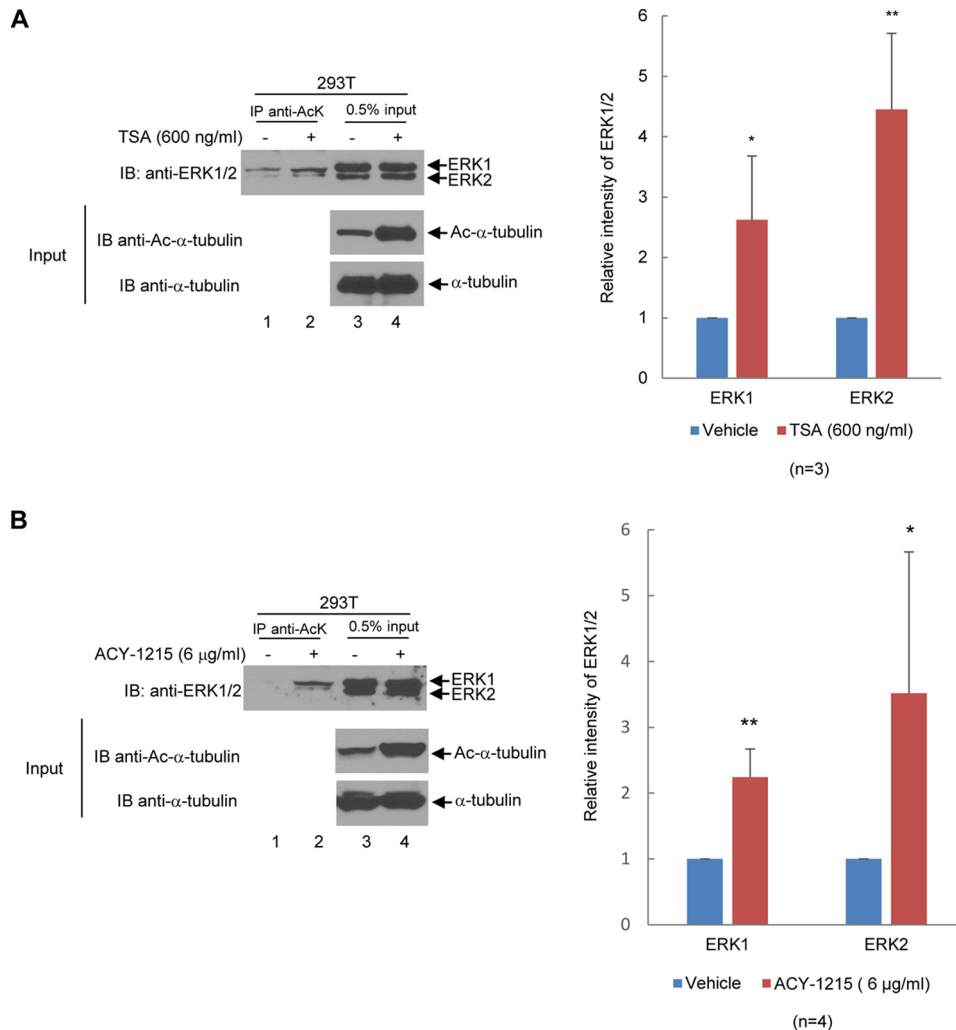 A
293T
IP anti-AcK 0.5% input
TSA (600 ng/ml) - + - +
IB: anti-ERK1/2
ERK1
ERK2
Input
IB anti-Ac-α-tubulin
Ac-α-tubulin
IB anti-α-tubulin
α-tubulin
1 2 3 4
Relative intensity of ERK1/2
6
5
4
3
2
1
0
*
**
ERK1 ERK2
Vehicle TSA (600 ng/ml)
(n=3)
B
293T
IP anti-AcK 0.5% input
ACY-1215 (6 µg/ml) - + - +
IB: anti-ERK1/2
ERK1
ERK2
Input
IB anti-Ac-α-tubulin
Ac-α-tubulin
IB anti-α-tubulin
α-tubulin
1 2 3 4
Relative intensity of ERK1/2
6
5
4
3
2
1
0
**
*
ERK1 ERK2
Vehicle ACY-1215 ( 6 µg/ml)
(n=4)